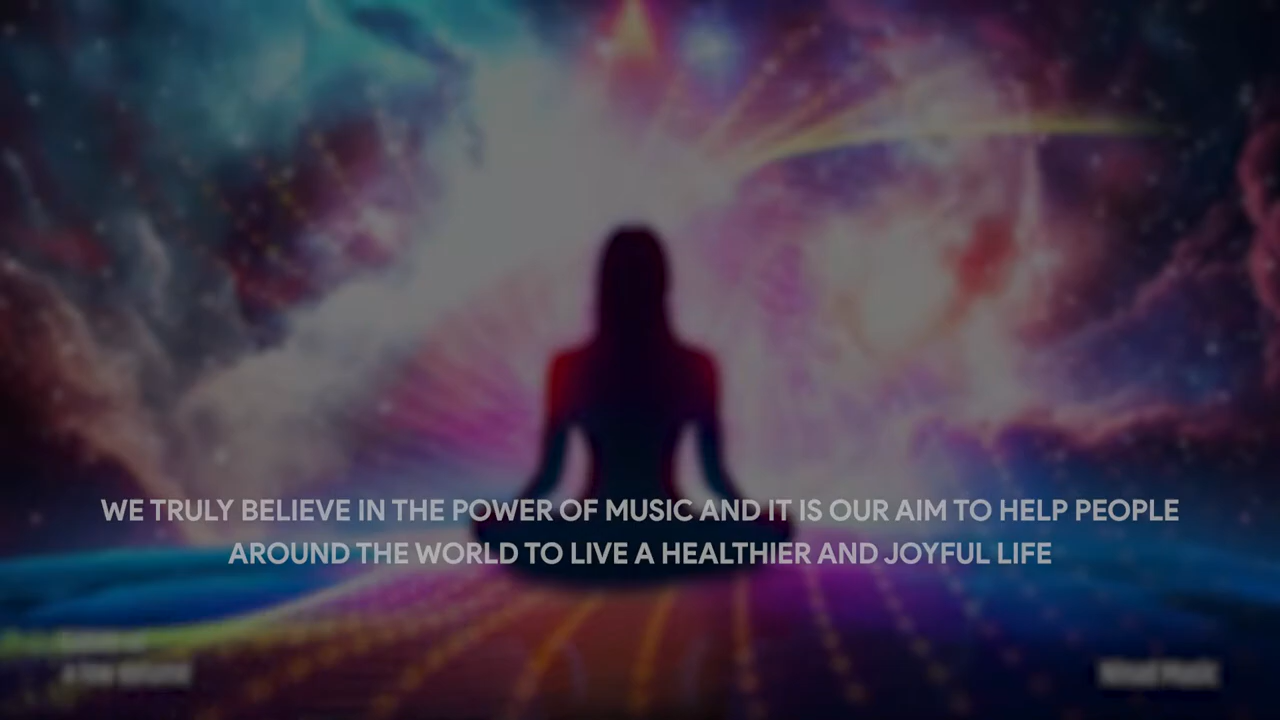 WE TRULY BELIEVE IN THE POWER OF MUSIC AND IT IS OUR AIM TO HELP PEOPLE
AROUND THE WORLD TO LIVE A HEALTHIER AND JOYFUL LIFE